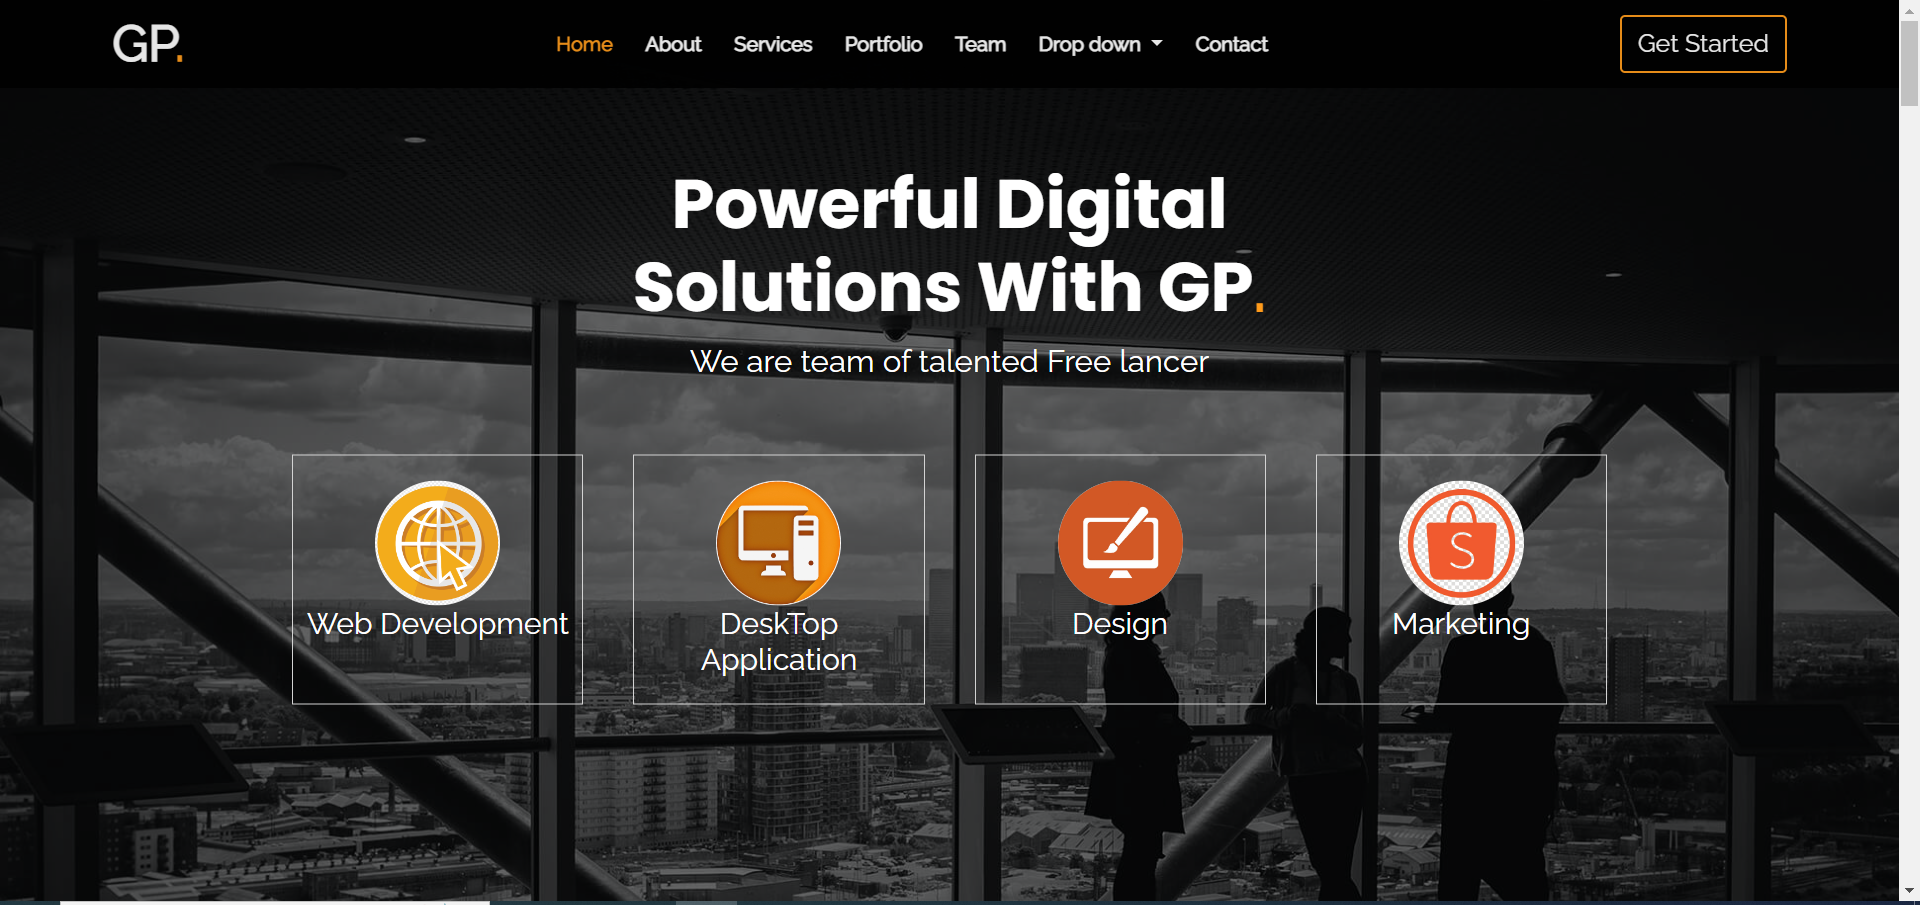 GP.
Home About Services Portfolio Team Drop down Contact
Get Started
Powerful Digital
Solutions With GP.
We are team of talented Free lancer
S
Web Development
DeskTop
Application
Design
Marketing